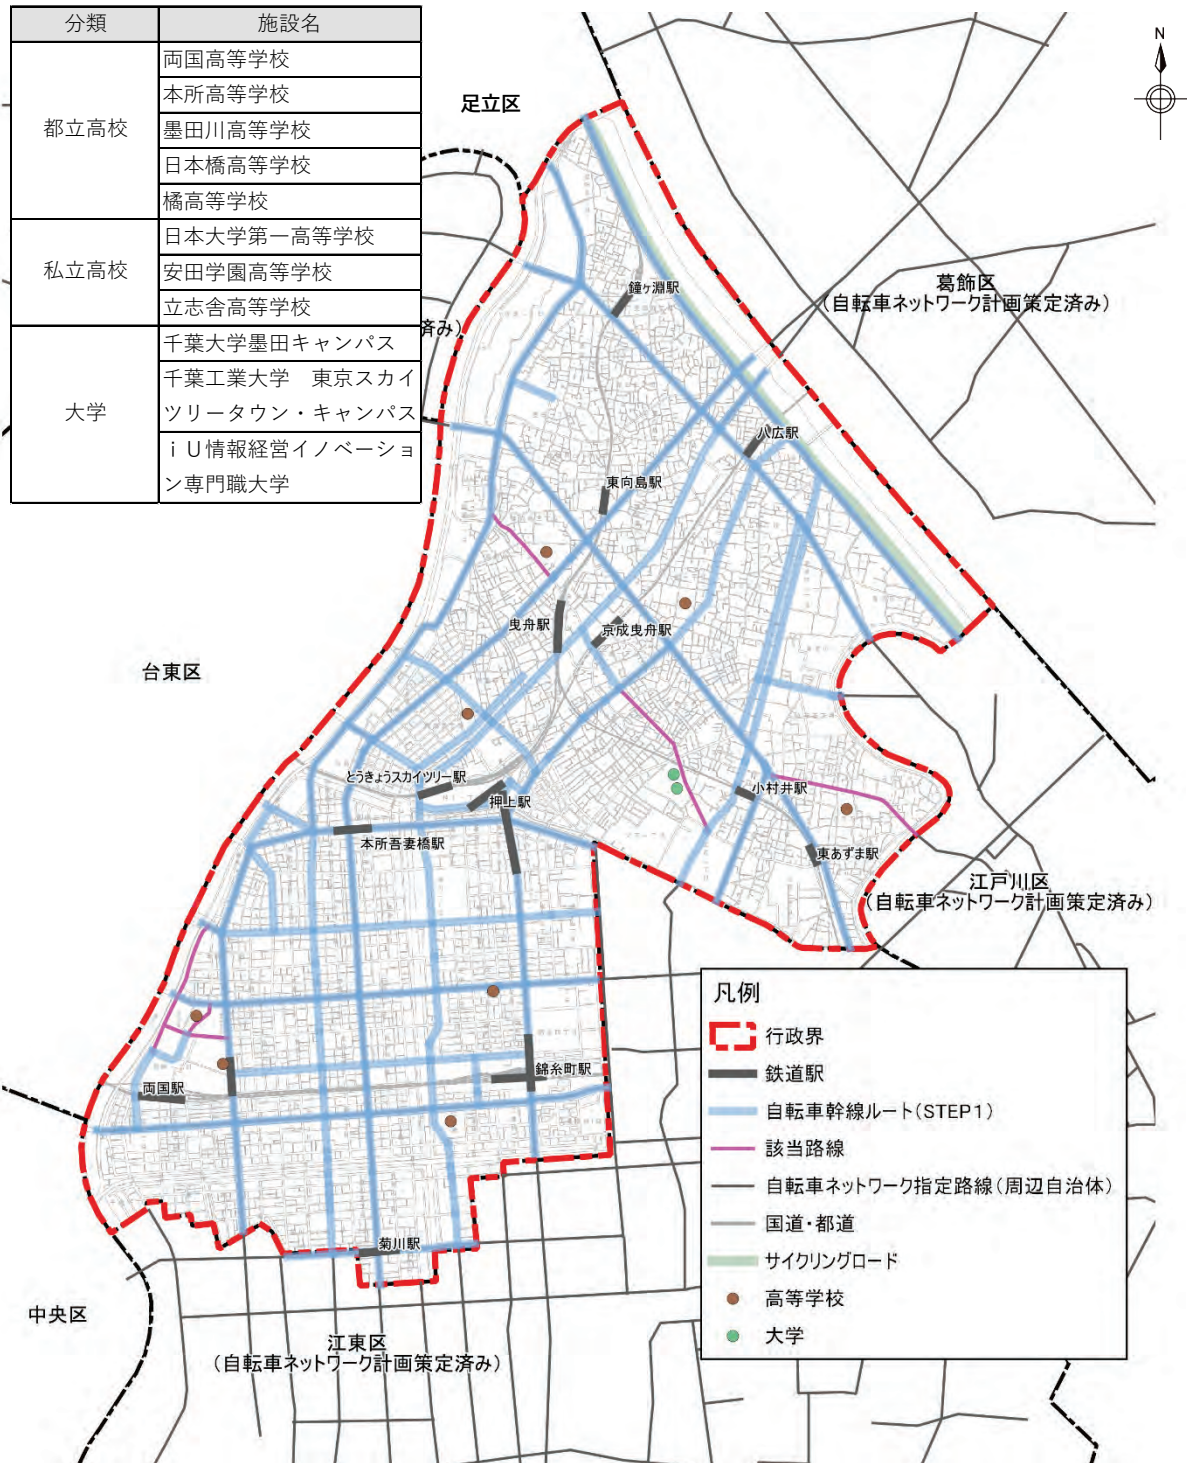 分類 施設名
都立高校
両国高等学校
本所高等学校
墨田川高等学校
日本橋高等学校
橘高等学校
私立高校
日本大学第一高等学校
安田学園高等学校
立志舎高等学校
大学
千葉大学墨田キャンパス
千葉工業大学　東京スカイ
ツリータウン・キャンパス
ｉＵ情報経営イノベーショ
ン専門職大学
N
足立区
葛飾区
(自転車ネットワーク計画策定済み)
済み)
鐘ヶ淵駅
八広駅
東向島駅
曳舟駅
京成曳舟駅
台東区
とうきょうスカイツリー駅
押上駅
小村井駅
本所吾妻橋駅
東あずま駅
江戸川区
(自転車ネットワーク計画策定済み)
両国駅
錦糸町駅
菊川駅
中央区
江東区
(自転車ネットワーク計画策定済み)
凡例
行政界
鉄道駅
自転車幹線ルート(STEP1)
該当路線
自転車ネットワーク指定路線(周辺自治体)
国道・都道
サイクリングロード
高等学校
大学